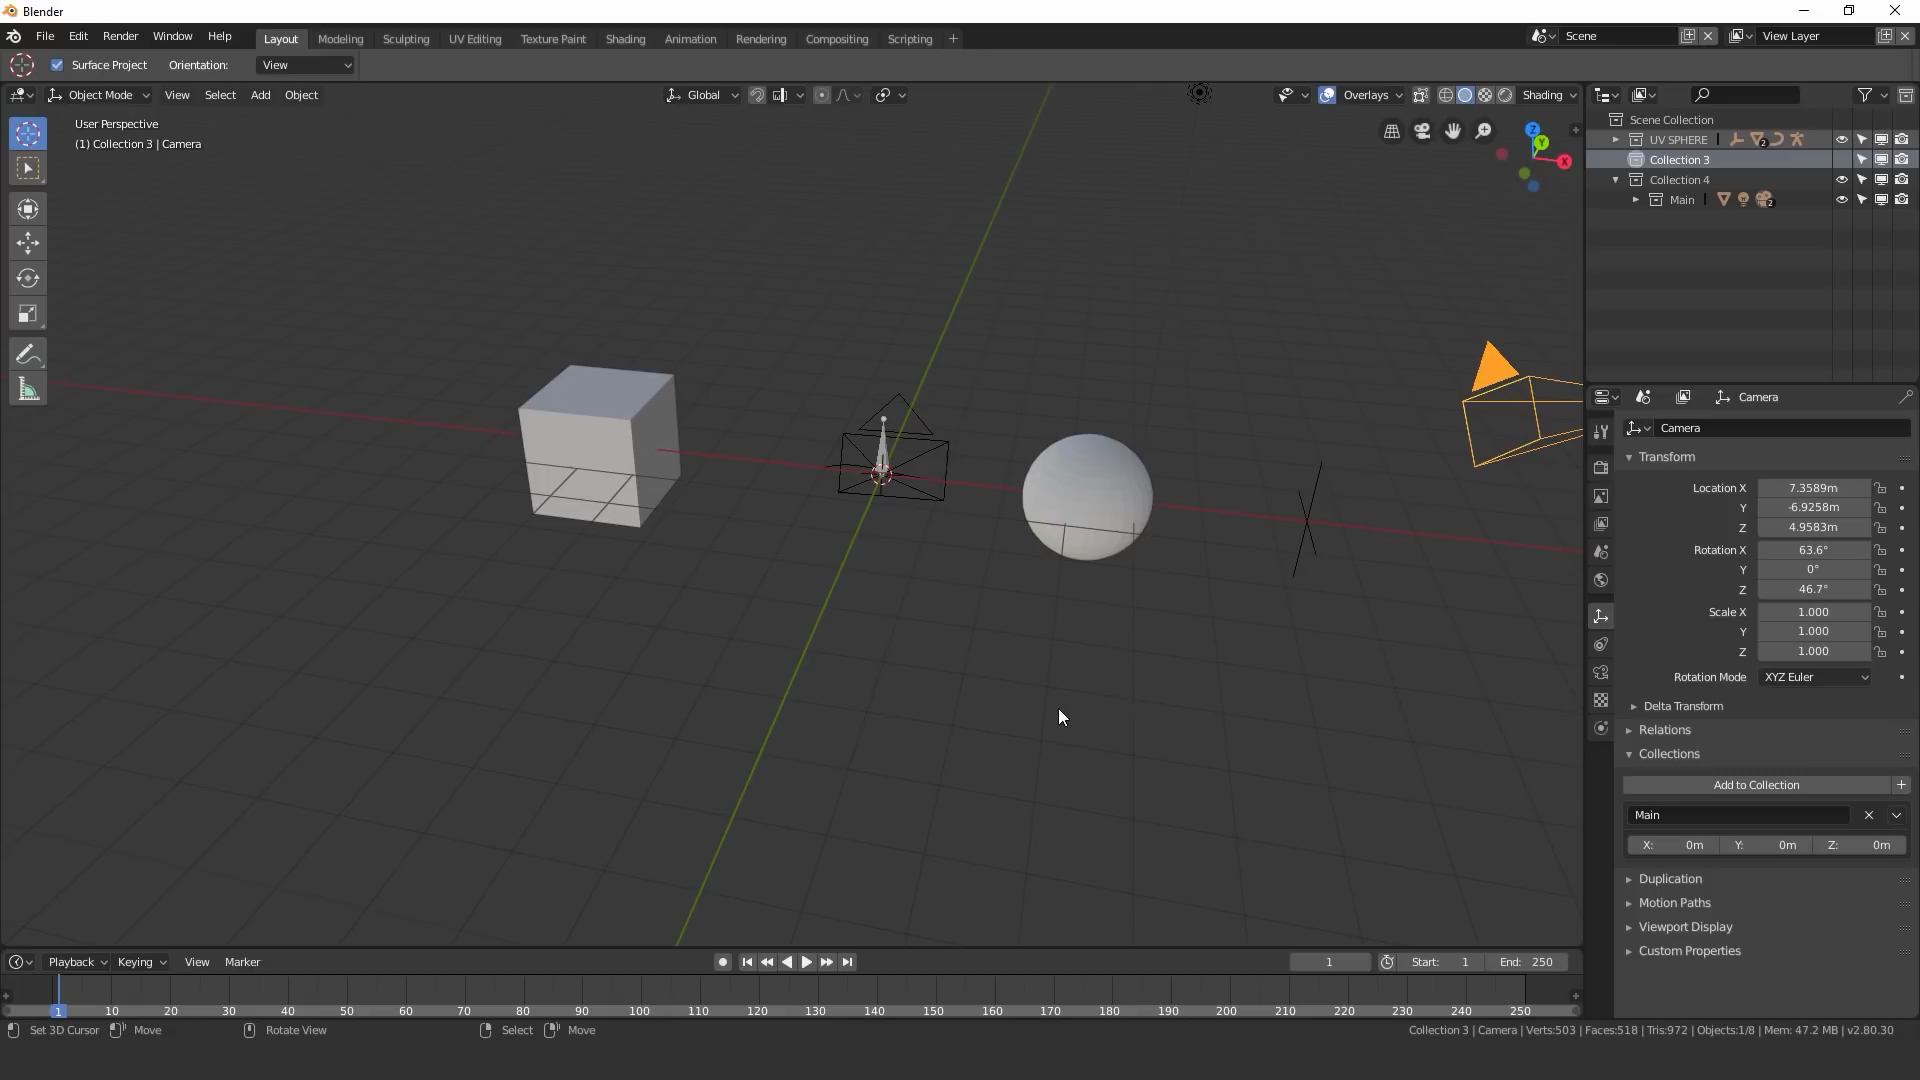 Blender
File Edit Render Window Help Layout Modeling Sculpting UV Editing Texture Paint Shading Animation Rendering Compositing Scripting + Scene View Layer
Surface Project Orientation: View
Object Mode View Select Add Object Global Overlays Shading
User Perspective
(1) Collection 3 | Camera
Z
Y
X
Scene Collection
UV SPHERE 2
Collection 3
Collection 4
Main 2
Camera
Camera
Transform
Location X 7.3589m
Y -6.9258m
Z 4.9583m
Rotation X 63.6°
Y 0°
Z 46.7°
Scale X 1.000
Y 1.000
Z 1.000
Rotation Mode XYZ Euler
Delta Transform
Relations
Collections
Add to Collection +
Main
X: 0m Y: 0m Z: 0m
Duplication
Motion Paths
Viewport Display
Custom Properties
Playback Keying View Marker 1 Start: 1 End: 250
1 10 20 30 40 50 60 70 80 90 100 110 120 130 140 150 160 170 180 190 200 210 220 230 240 250
Set 3D Cursor Move Rotate View Select Move Collection 3 | Camera | Verts:503 | Faces:518 | Tris:972 | Objects:1/8 | Mem: 47.2 MB | v2.80.30